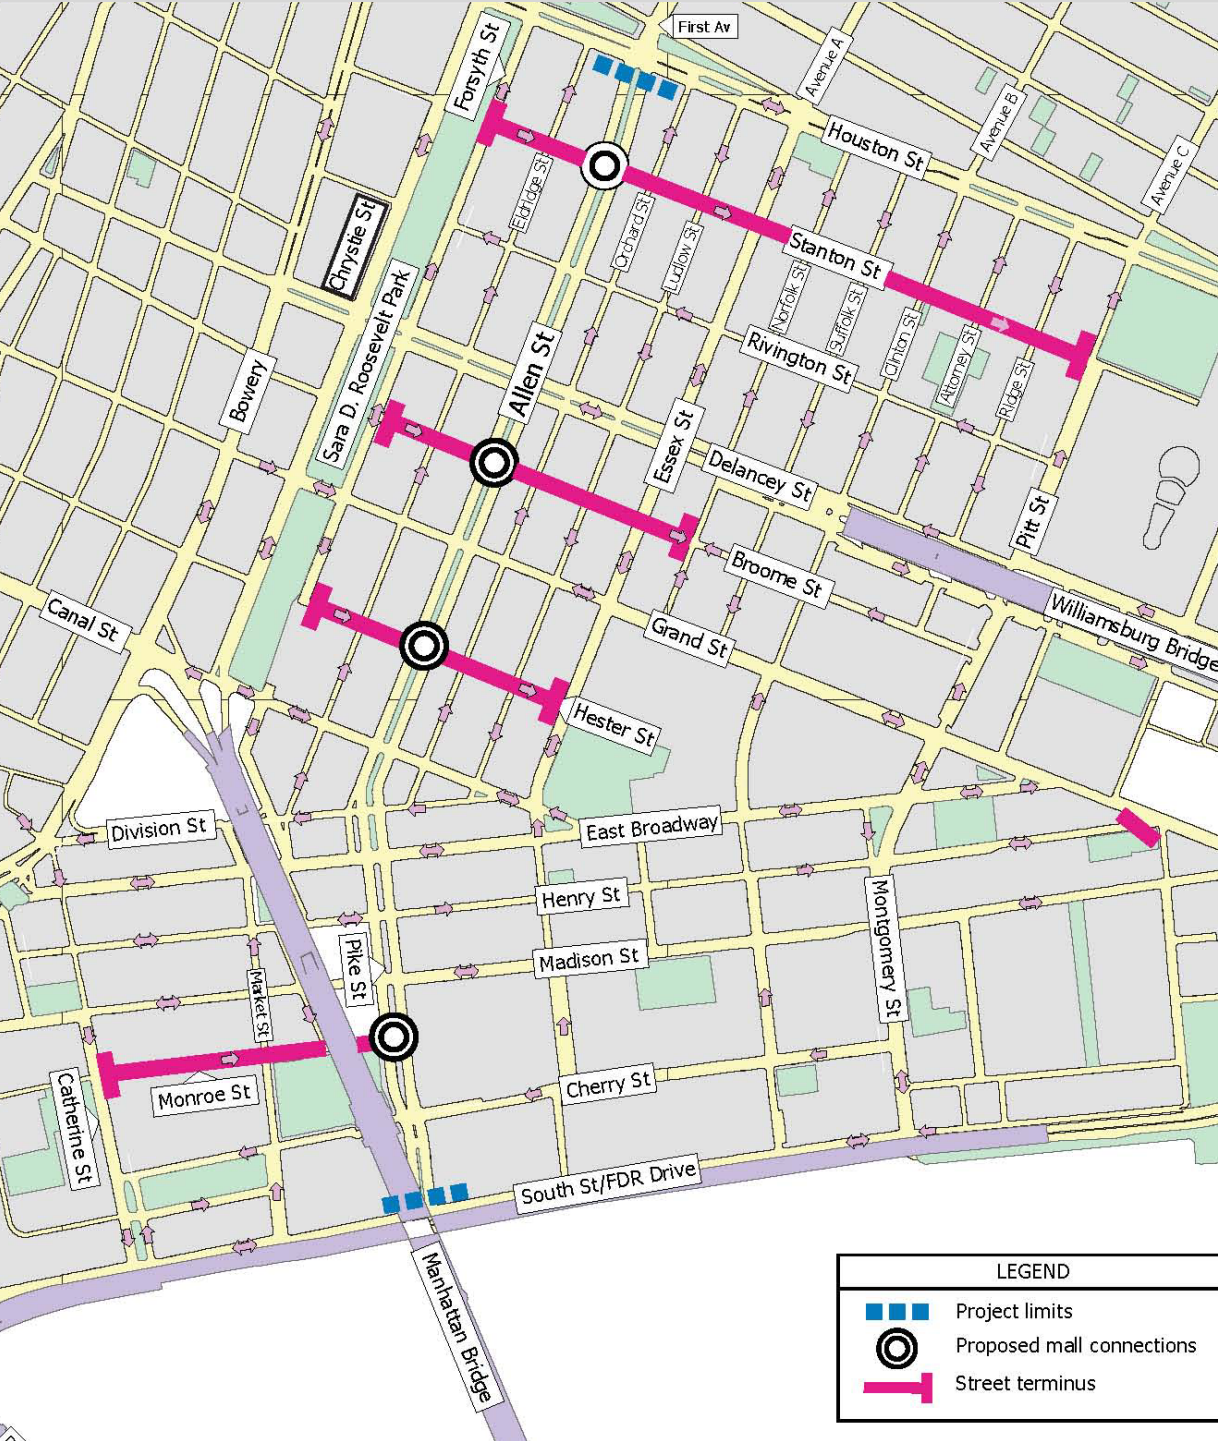 First Av
Forsyth St
Avenue A
Avenue B
Avenue C
Houston St
Eldridge St
Orchard St
Ludlow St
Chrystie St
Stanton St
Norfolk St
Suffolk St
Clinton St
Attorney St
Ridge St
Rivington St
Sara D. Roosevelt Park
Bowery
Allen St
Essex St
Delancey St
Pitt St
Broome St
Canal St
Grand St
Williamsburg Bridge
Hester St
Division St
East Broadway
Henry St
Montgomery St
Pike St
Madison St
Market St
Catherine St
Monroe St
Cherry St
South St/FDR Drive
Manhattan Bridge
LEGEND
Project limits
Proposed mall connections
Street terminus